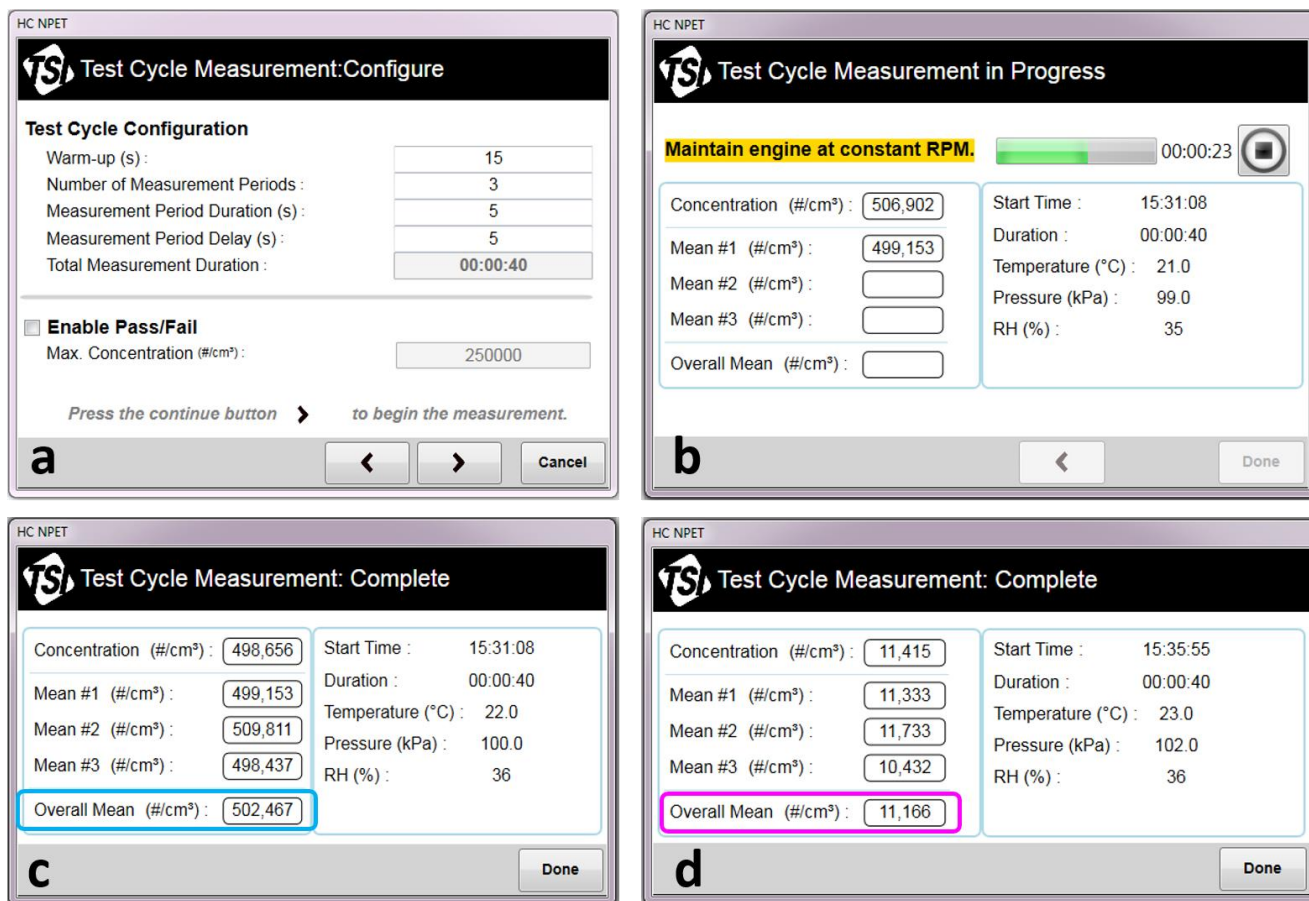 HC NPET
TSI Test Cycle Measurement:Configure
Test Cycle Configuration
Warm-up (s) : 15
Number of Measurement Periods : 3
Measurement Period Duration (s) : 5
Measurement Period Delay (s) : 5
Total Measurement Duration : 00:00:40
Enable Pass/Fail
Max. Concentration (#/cm³) : 250000
Press the continue button > to begin the measurement.
< > Cancel
a
HC NPET
TSI Test Cycle Measurement in Progress
Maintain engine at constant RPM. 00:00:23
Concentration (#/cm³) : 506,902
Mean #1 (#/cm³) : 499,153
Mean #2 (#/cm³) :
Mean #3 (#/cm³) :
Overall Mean (#/cm³) :
Start Time : 15:31:08
Duration : 00:00:40
Temperature (°C) : 21.0
Pressure (kPa) : 99.0
RH (%) : 35
< Done
b
HC NPET
TSI Test Cycle Measurement: Complete
Concentration (#/cm³) : 498,656
Mean #1 (#/cm³) : 499,153
Mean #2 (#/cm³) : 509,811
Mean #3 (#/cm³) : 498,437
Overall Mean (#/cm³) : 502,467
Start Time : 15:31:08
Duration : 00:00:40
Temperature (°C) : 22.0
Pressure (kPa) : 100.0
RH (%) : 36
Done
c
HC NPET
TSI Test Cycle Measurement: Complete
Concentration (#/cm³) : 11,415
Mean #1 (#/cm³) : 11,333
Mean #2 (#/cm³) : 11,733
Mean #3 (#/cm³) : 10,432
Overall Mean (#/cm³) : 11,166
Start Time : 15:35:55
Duration : 00:00:40
Temperature (°C) : 23.0
Pressure (kPa) : 102.0
RH (%) : 36
Done
d